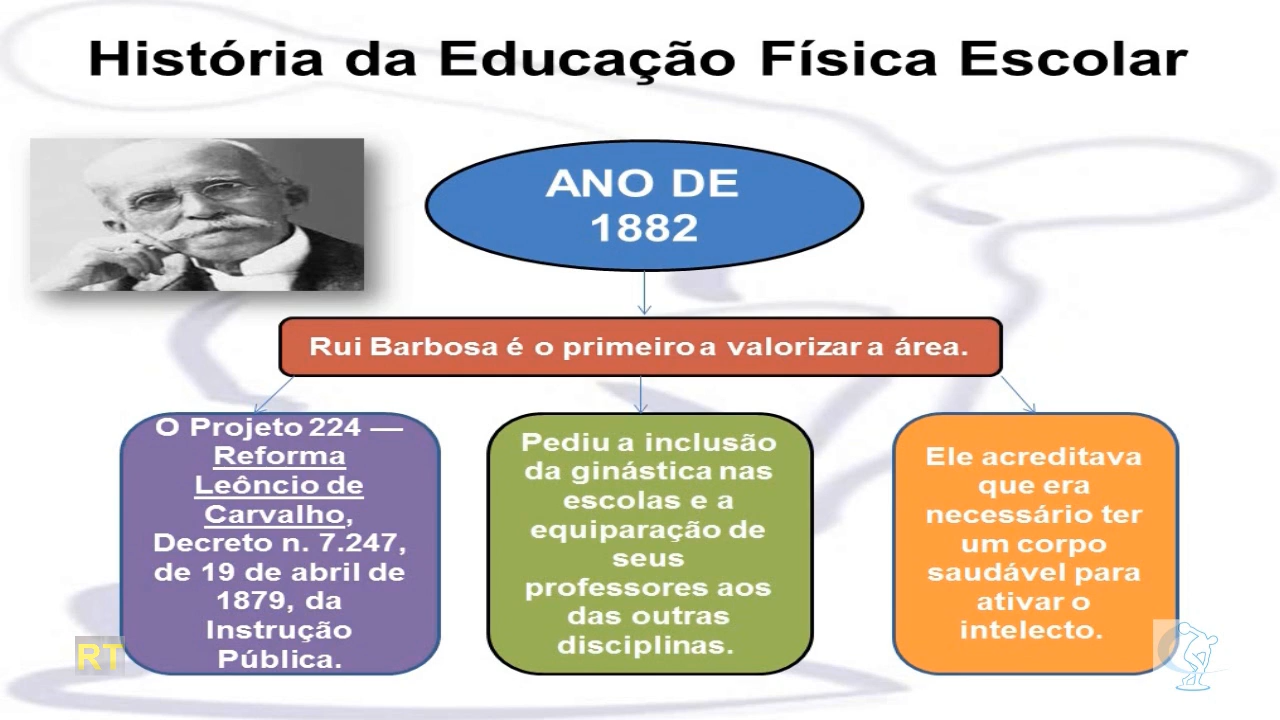 História da Educação Física Escolar
ANO DE
1882
Rui Barbosa é o primeiro a valorizar a área.
O Projeto 224 —
Reforma
Leôncio de
Carvalho,
Decreto n. 7.247,
de 19 de abril de
1879, da
Instrução
Pública.
Pediu a inclusão
da ginástica nas
escolas e a
equiparação de
seus
professores aos
das outras
disciplinas.
Ele acreditava
que era
necessário ter
um corpo
saudável para
ativar o
intelecto.
RT